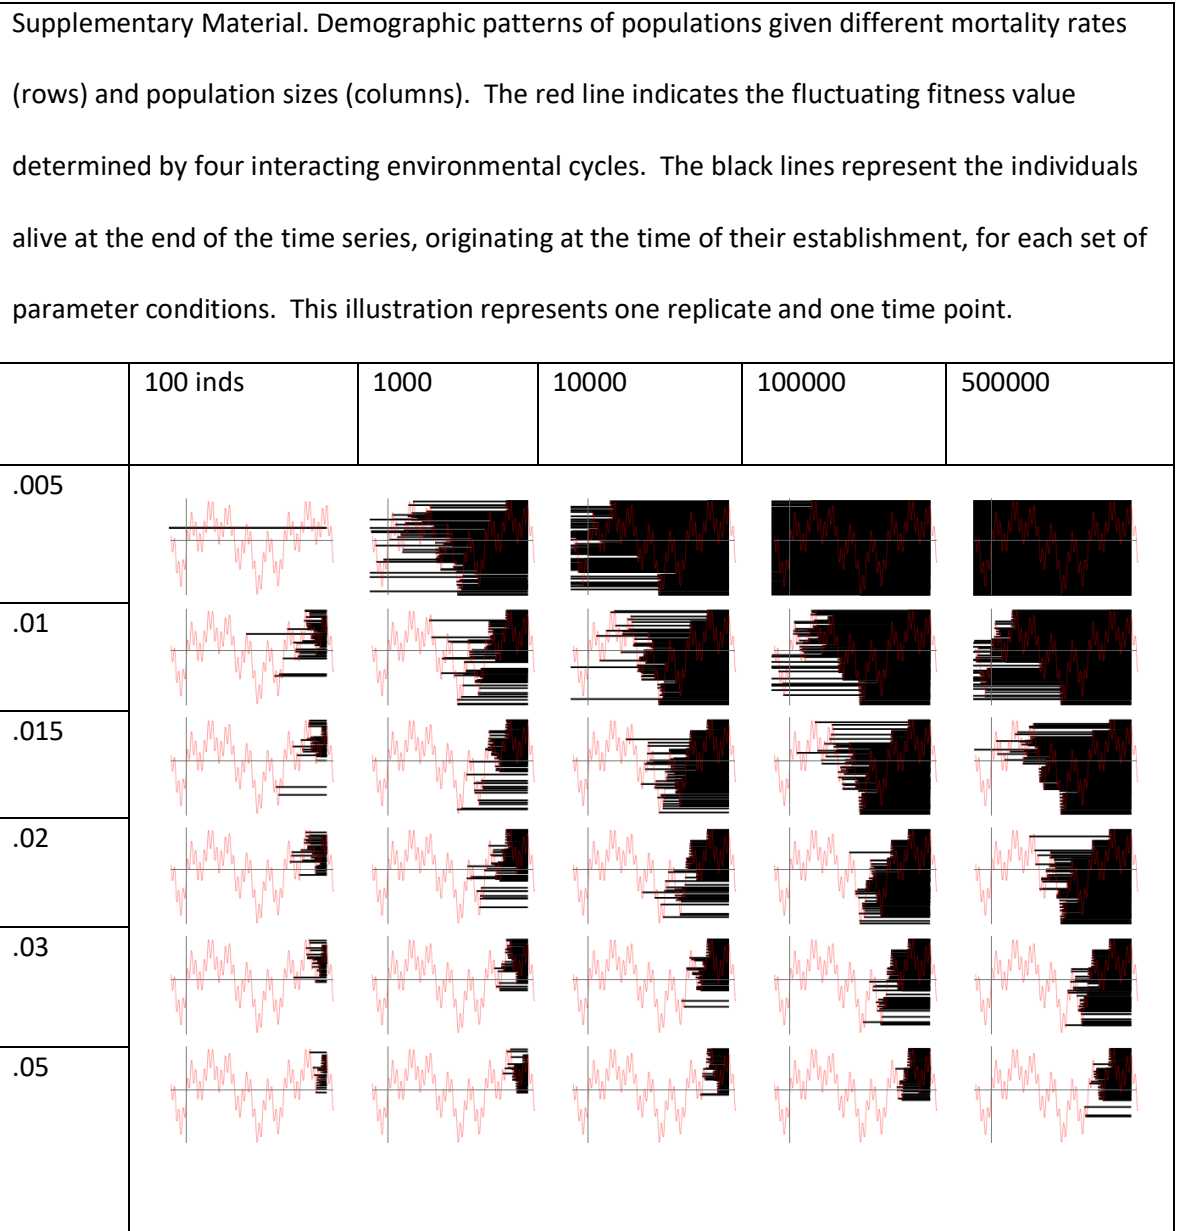 Supplementary Material. Demographic patterns of populations given different mortality rates
(rows) and population sizes (columns). The red line indicates the fluctuating fitness value
determined by four interacting environmental cycles. The black lines represent the individuals
alive at the end of the time series, originating at the time of their establishment, for each set of
parameter conditions. This illustration represents one replicate and one time point.
100 inds 1000 10000 100000 500000
.005
.01
.015
.02
.03
.05